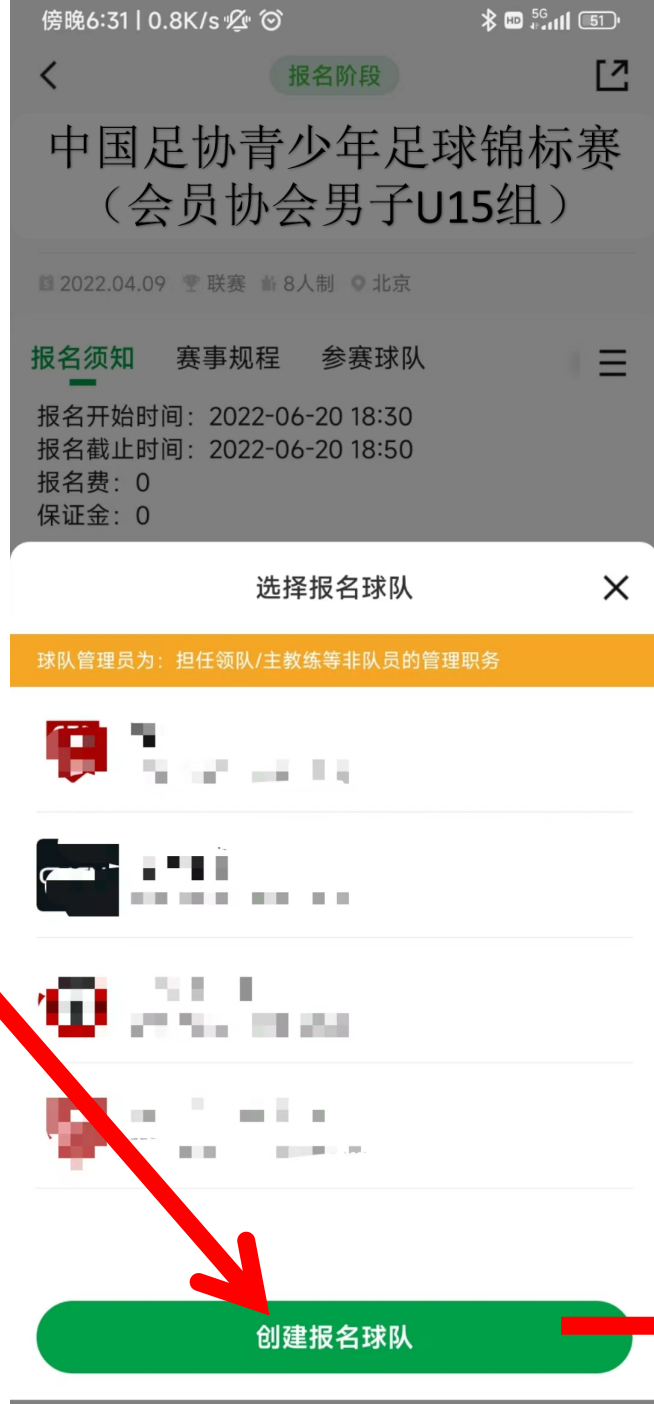 傍晚6:31 | 0.8K/s
HD 5G 51
报名阶段
中国足协青少年足球锦标赛
（会员协会男子U15组）
2022.04.09 联赛 8人制 北京
报名须知 赛事规程 参赛球队
报名开始时间：2022-06-20 18:30
报名截止时间：2022-06-20 18:50
报名费：0
保证金：0
选择报名球队
球队管理员为：担任领队/主教练等非队员的管理职务
创建报名球队